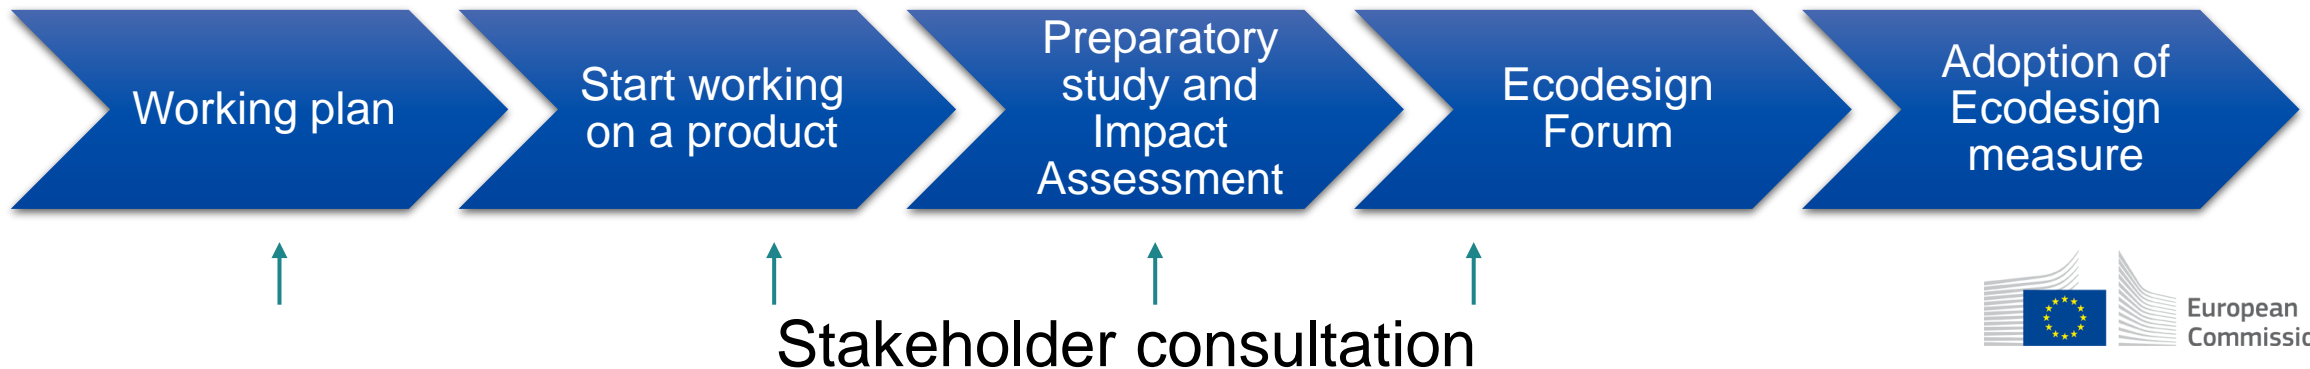 Working plan
Start working
on a product
Preparatory
study and
Impact
Assessment
Ecodesign
Forum
Adoption of
Ecodesign
measure
Stakeholder consultation
European
Commissio